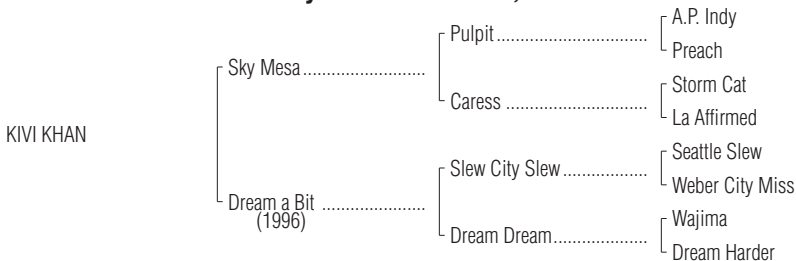 A.P. Indy
Pulpit
Preach
Sky Mesa
Storm Cat
Caress
La Affirmed
KIVI KHAN
Seattle Slew
Slew City Slew
Weber City Miss
Dream a Bit
(1996)
Wajima
Dream Dream
Dream Harder